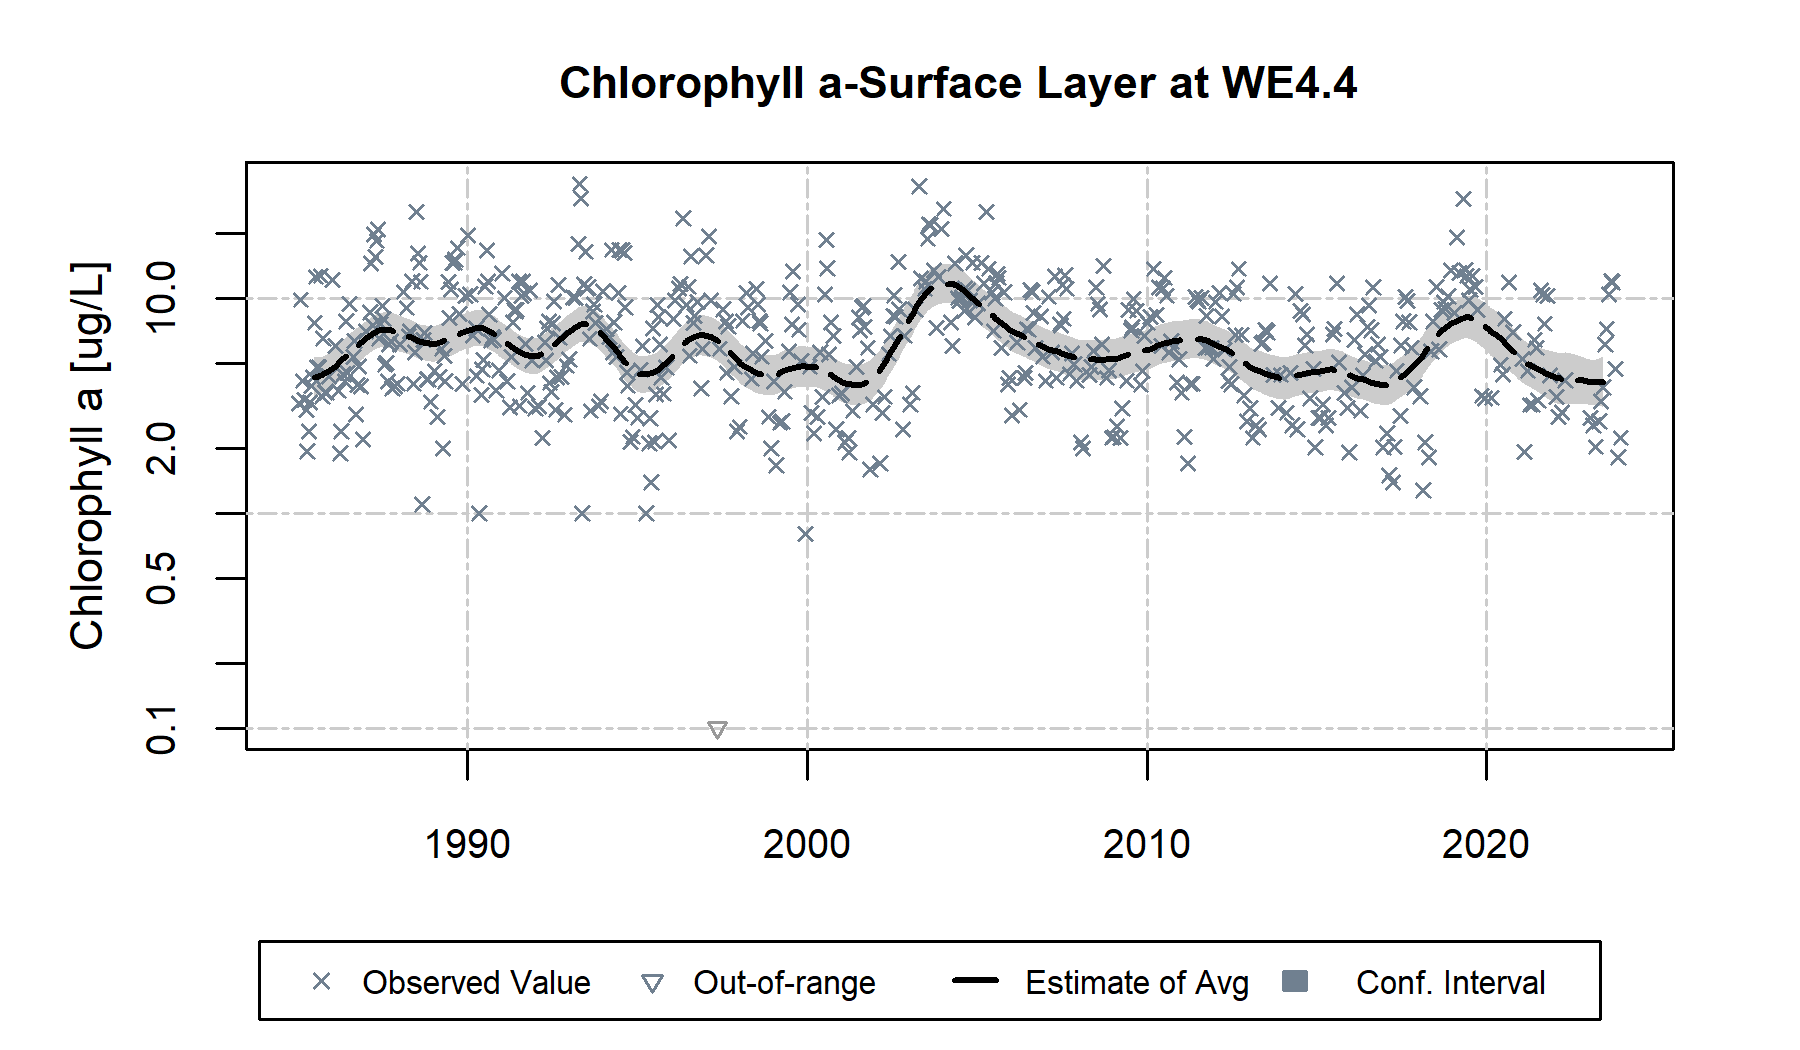 Chlorophyll a-Surface Layer at WE4.4
Chlorophyll a [ug/L]
10.0
2.0
0.5
0.1
1990 2000 2010 2020
Observed Value Out-of-range Estimate of Avg Conf. Interval